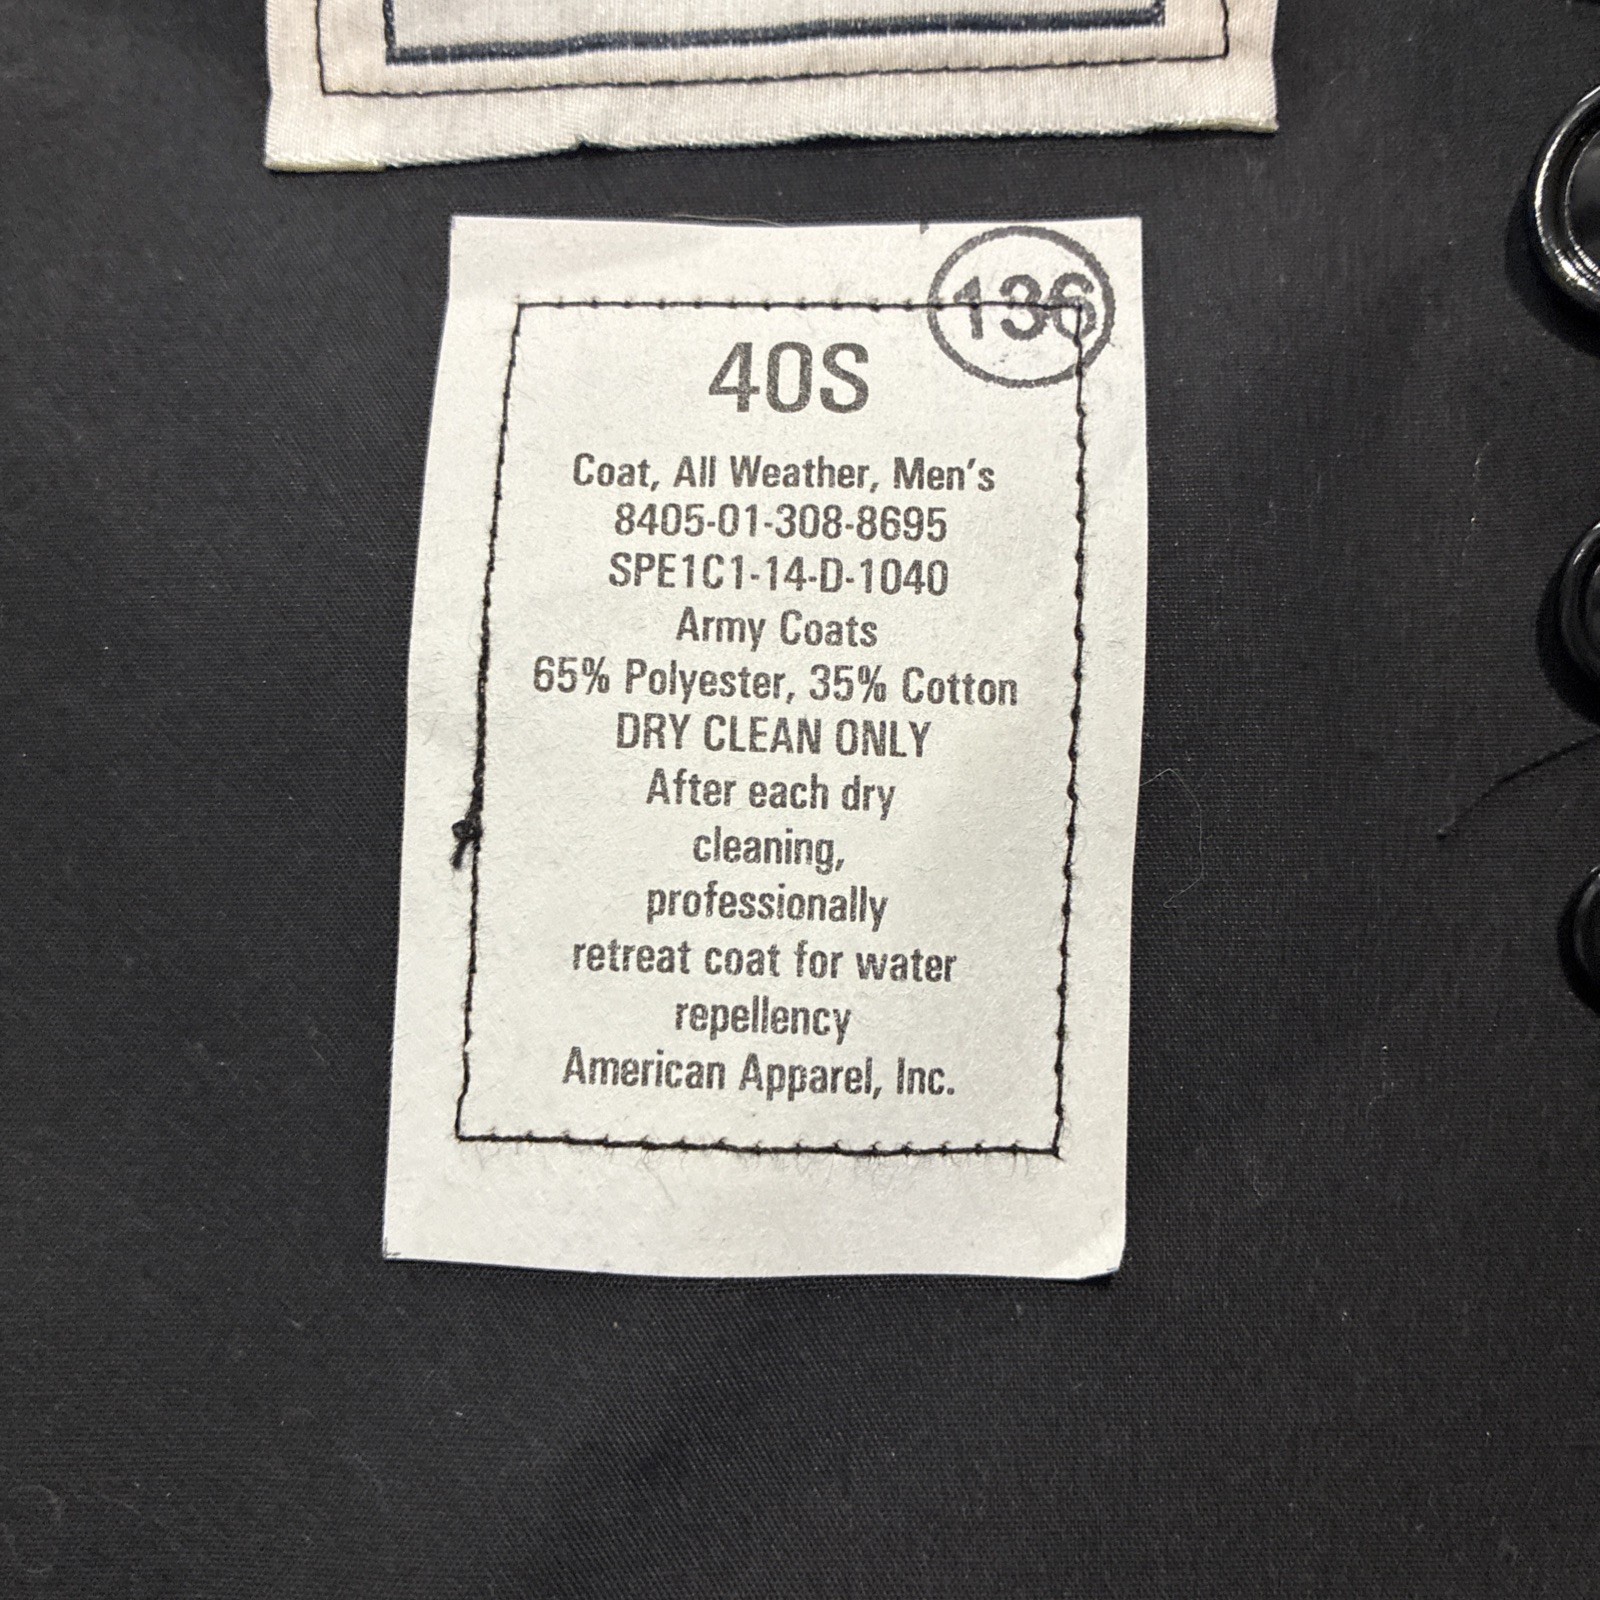 136
40S
Coat, All Weather, Men's
8405-01-308-8695
SPE1C1-14-D-1040
Army Coats
65% Polyester, 35% Cotton
DRY CLEAN ONLY
After each dry
cleaning,
professionally
retreat coat for water
repellency
American Apparel, Inc.